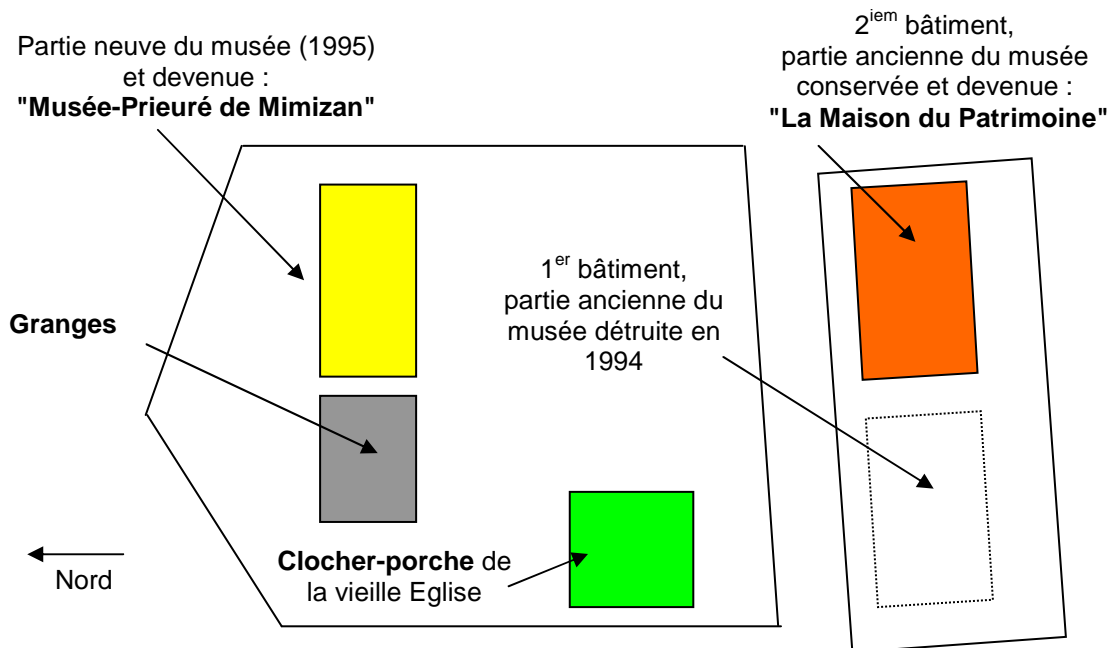 Partie neuve du musée (1995)
et devenue :
"Musée-Prieuré de Mimizan"
2iem bâtiment,
partie ancienne du musée
conservée et devenue :
"La Maison du Patrimoine"
1er bâtiment,
partie ancienne du
musée détruite en
1994
Granges
Clocher-porche de
la vieille Eglise
Nord